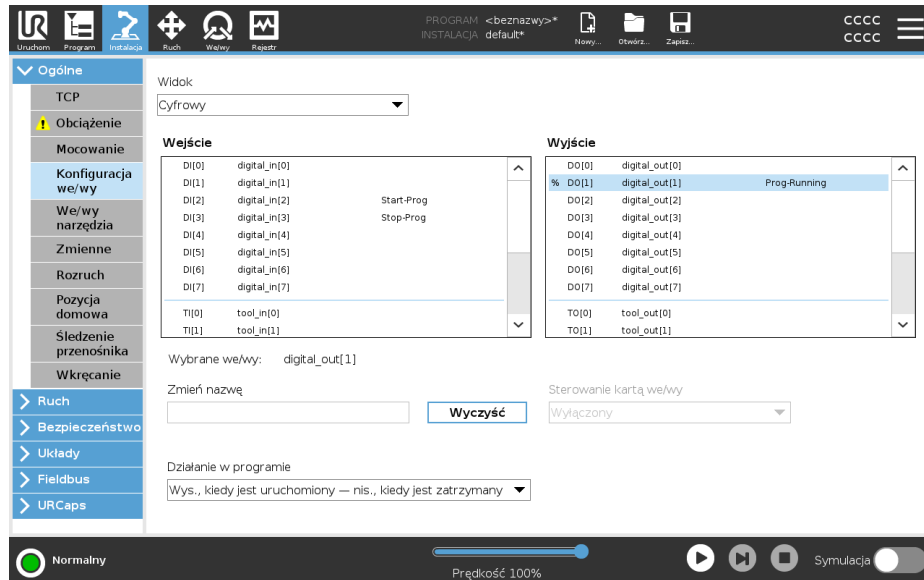 UR
PROGRAM <beznazwy>*
INSTALACJA default*
CCCC
CCCC
Uruchom Program Instalacja Ruch We/wy Rejestr Nowy... Otwórz... Zapisz...
Ogólne
TCP
Obciążenie
Mocowanie
Konfiguracja
we/wy
We/wy
narzędzia
Zmienne
Rozruch
Pozycja
domowa
Śledzenie
przenośnika
Wkręcanie
Ruch
Bezpieczeństwo
Układy
Fieldbus
URCaps
Widok
Cyfrowy
Wejście
DI[0] digital_in[0]
DI[1] digital_in[1]
DI[2] digital_in[2] Start-Prog
DI[3] digital_in[3] Stop-Prog
DI[4] digital_in[4]
DI[5] digital_in[5]
DI[6] digital_in[6]
DI[7] digital_in[7]
TI[0] tool_in[0]
TI[1] tool_in[1]
Wyjście
DO[0] digital_out[0]
% DO[1] digital_out[1] Prog-Running
DO[2] digital_out[2]
DO[3] digital_out[3]
DO[4] digital_out[4]
DO[5] digital_out[5]
DO[6] digital_out[6]
DO[7] digital_out[7]
TO[0] tool_out[0]
TO[1] tool_out[1]
Wybrane we/wy: digital_out[1]
Zmień nazwę
Wyczyść
Sterowanie kartą we/wy
Wyłączony
Działanie w programie
Wys., kiedy jest uruchomiony — nis., kiedy jest zatrzymany
Normalny
Prędkość 100%
Symulacja